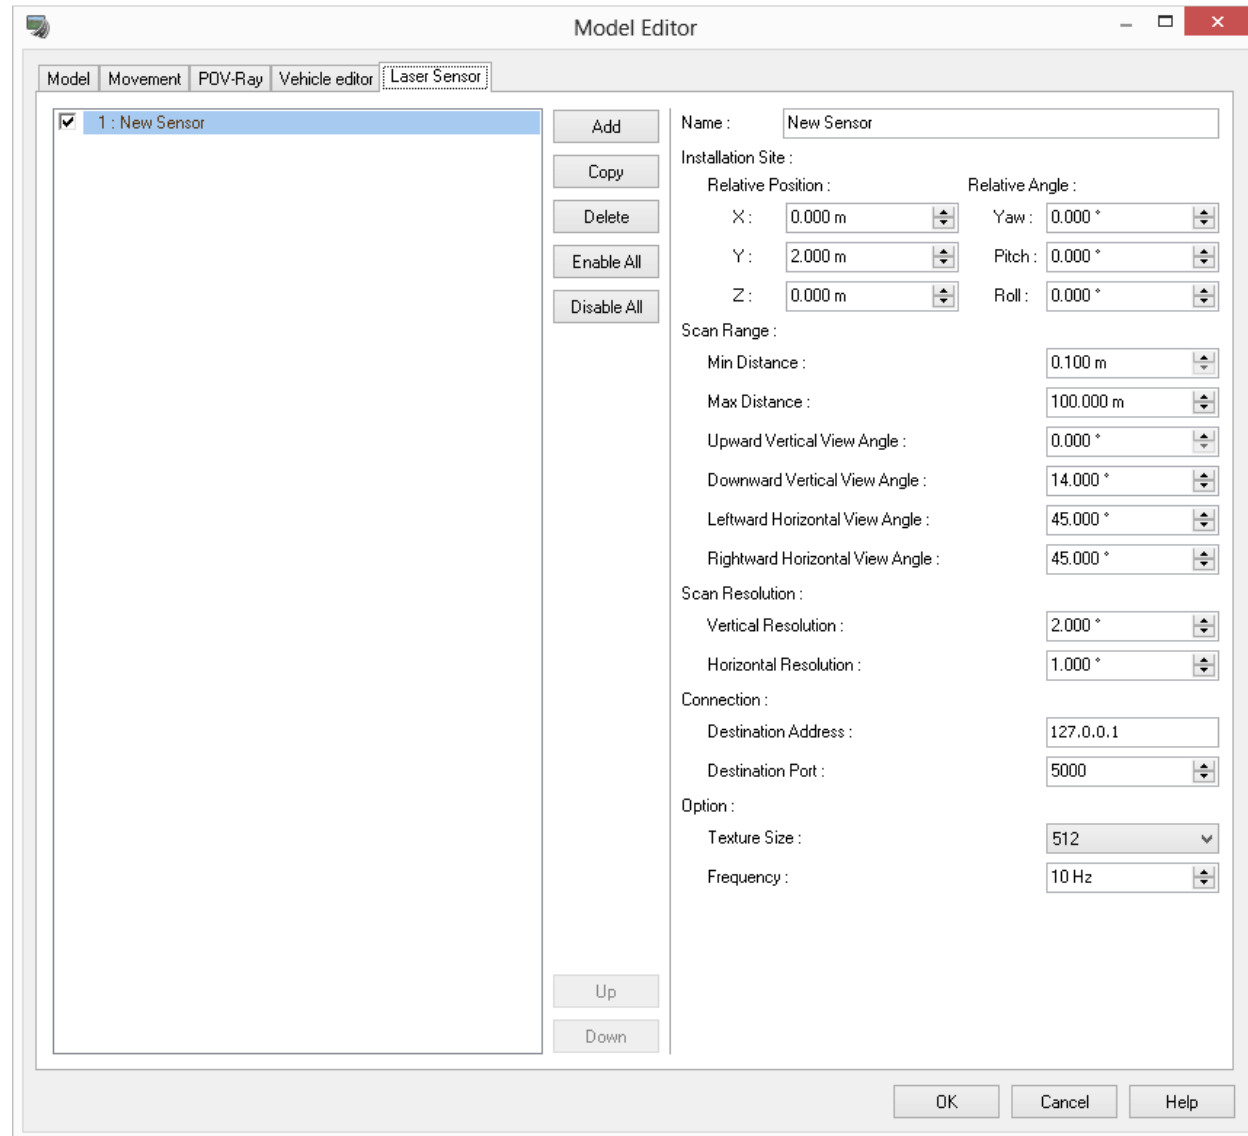 Model Editor
Model Movement POV-Ray Vehicle editor Laser Sensor
1 : New Sensor
Add
Copy
Delete
Enable All
Disable All
Up
Down
Name : New Sensor
Installation Site :
Relative Position : Relative Angle :
X : 0.000 m Yaw : 0.000 °
Y : 2.000 m Pitch : 0.000 °
Z : 0.000 m Roll : 0.000 °
Scan Range :
Min Distance : 0.100 m
Max Distance : 100.000 m
Upward Vertical View Angle : 0.000 °
Downward Vertical View Angle : 14.000 °
Leftward Horizontal View Angle : 45.000 °
Rightward Horizontal View Angle : 45.000 °
Scan Resolution :
Vertical Resolution : 2.000 °
Horizontal Resolution : 1.000 °
Connection :
Destination Address : 127.0.0.1
Destination Port : 5000
Option :
Texture Size : 512
Frequency : 10 Hz
OK Cancel Help